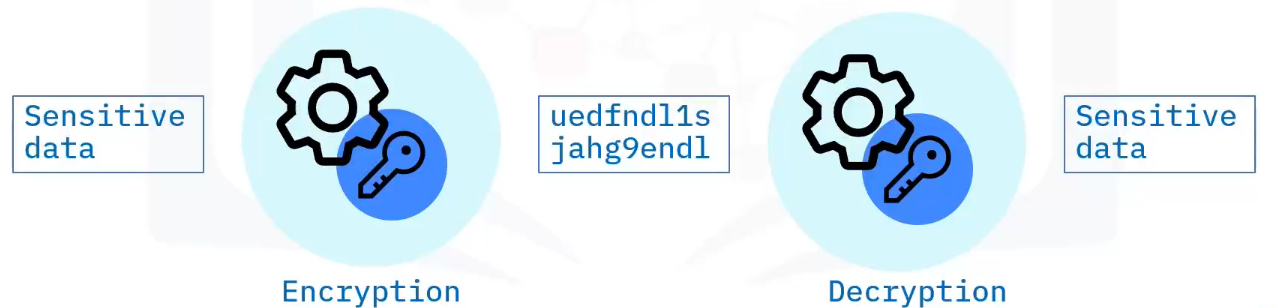 Sensitive
data
uedfndl1s
jahg9endl
Sensitive
data
Encryption
Decryption